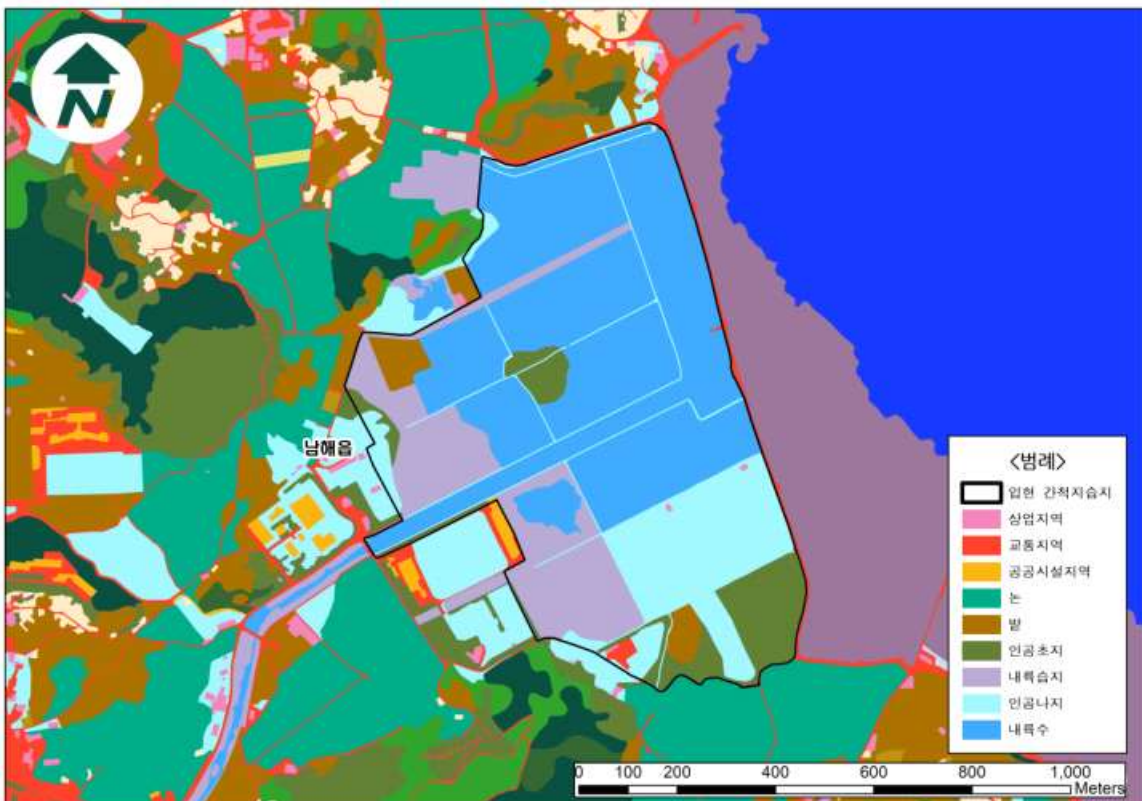 N
남해읍
<범례>
입현 간척지습지
상업지역
교통지역
공공시설지역
논
밭
인공초지
내륙습지
인공나지
내륙수
0 100 200 400 600 800 1,000
Meters